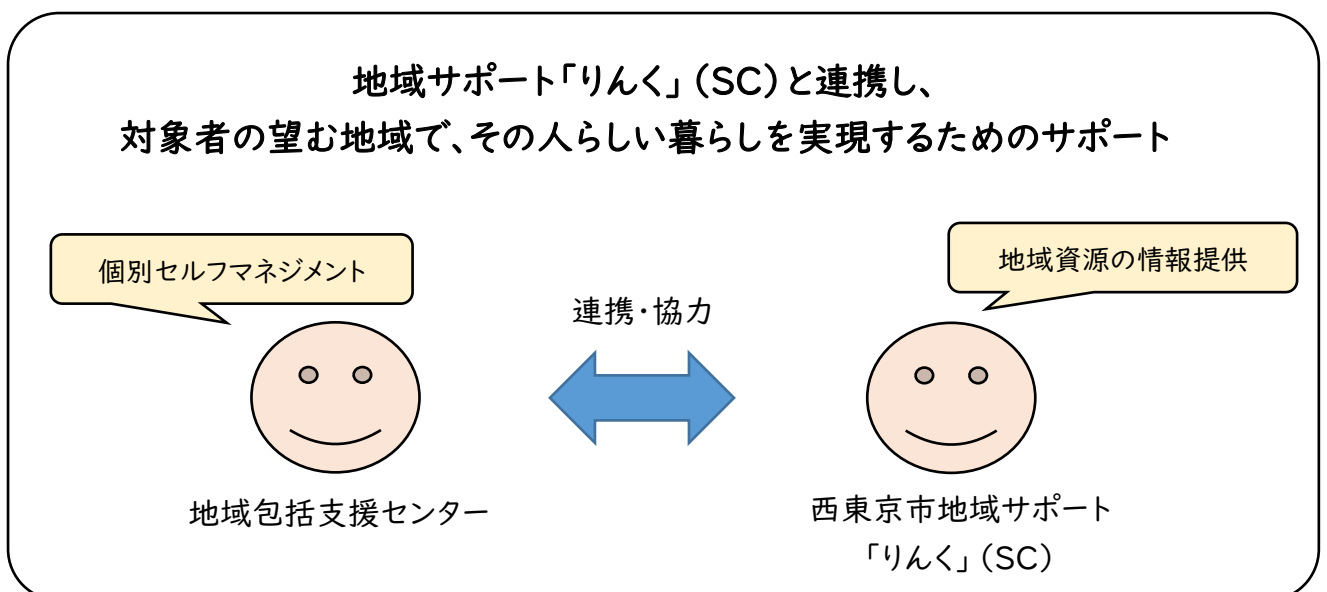 地域サポート「りんく」（SC）と連携し、
対象者の望む地域で、その人らしい暮らしを実現するためのサポート
個別セルフマネジメント
地域資源の情報提供
連携・協力
地域包括支援センター
西東京市地域サポート
「りんく」（SC）